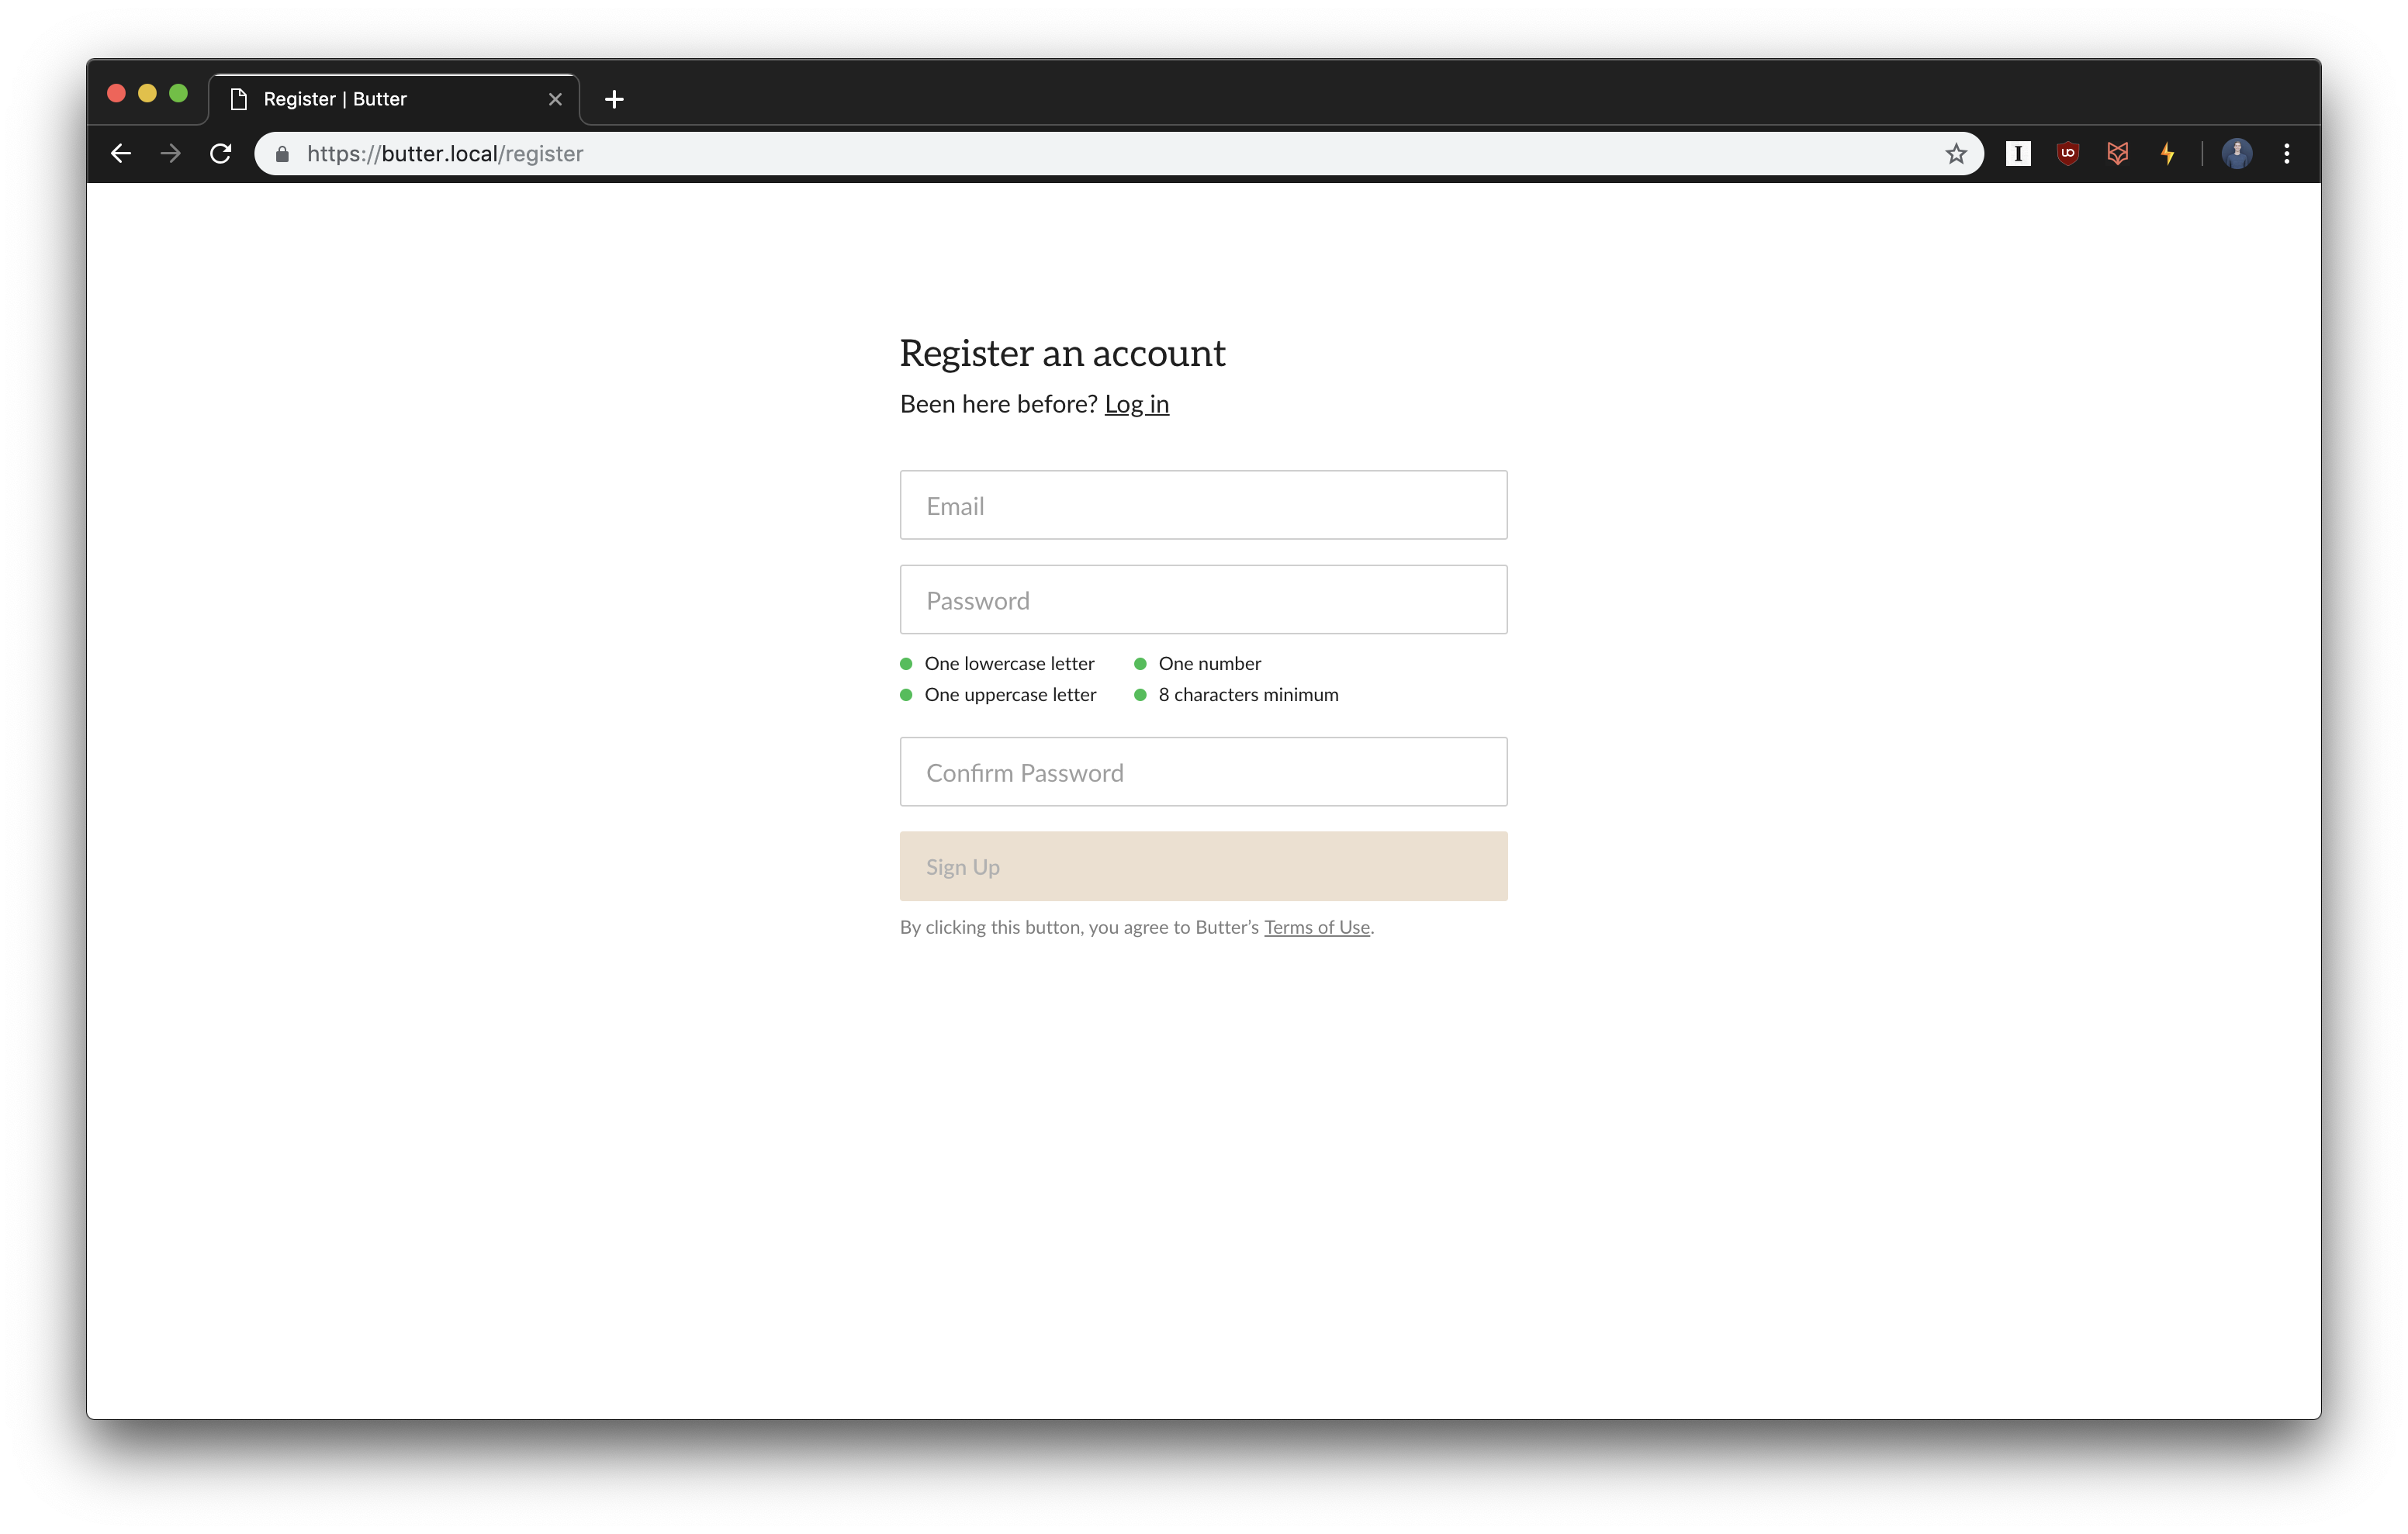 Register | Butter
https://butter.local/register
I
Register an account
Been here before? Log in
Email
Password
One lowercase letter
One number
One uppercase letter
8 characters minimum
Confirm Password
Sign Up
By clicking this button, you agree to Butter’s Terms of Use.